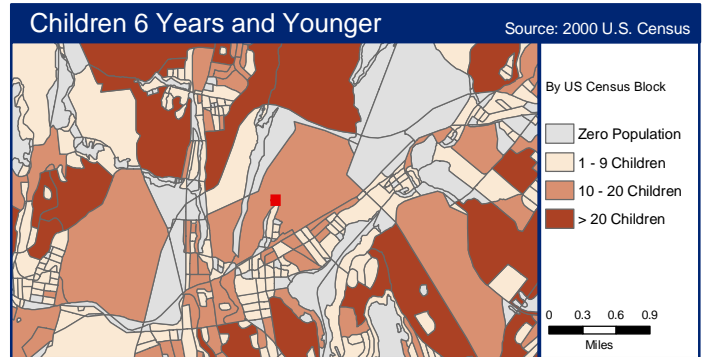 Children 6 Years and Younger
Source: 2000 U.S. Census
By US Census Block
Zero Population
1 - 9 Children
10 - 20 Children
> 20 Children
0 0.3 0.6 0.9
Miles